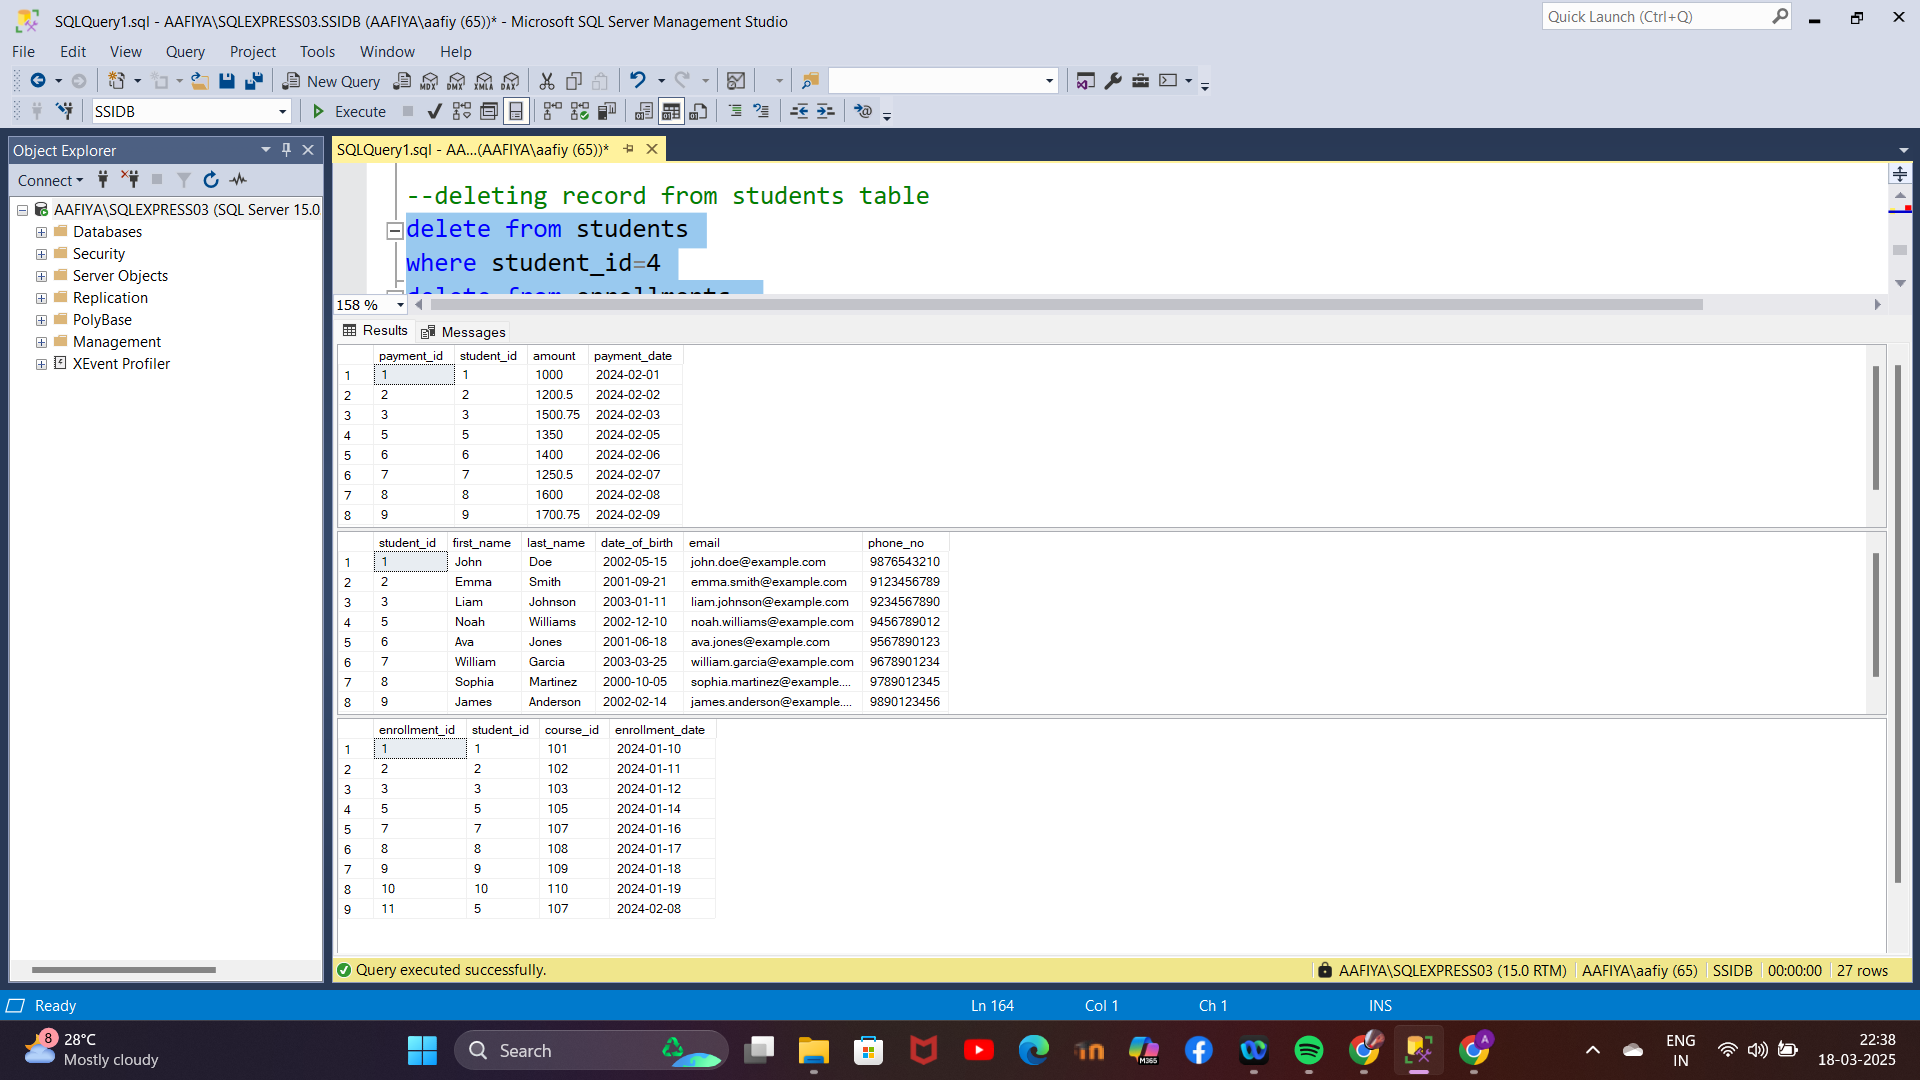 SQLQuery1.sql - AAFIYA\SQLEXPRESS03.SSIDB (AAFIYA\aafiy (65))* - Microsoft SQL Server Management Studio
Quick Launch (Ctrl+Q)
File Edit View Query Project Tools Window Help
New Query MDX DMX XMLA DAX
SSIDB Execute
Object Explorer
Connect
AAFIYA\SQLEXPRESS03 (SQL Server 15.0
Databases
Security
Server Objects
Replication
PolyBase
Management
XEvent Profiler
SQLQuery1.sql - AA...(AAFIYA\aafiy (65))*
--deleting record from students table
delete from students
where student_id=4
delete from enrollments
158 %
Results Messages
payment_id student_id amount payment_date
1 1 1 1000 2024-02-01
2 2 2 1200.5 2024-02-02
3 3 3 1500.75 2024-02-03
4 5 5 1350 2024-02-05
5 6 6 1400 2024-02-06
6 7 7 1250.5 2024-02-07
7 8 8 1600 2024-02-08
8 9 9 1700.75 2024-02-09
student_id first_name last_name date_of_birth email phone_no
1 1 John Doe 2002-05-15 john.doe@example.com 9876543210
2 2 Emma Smith 2001-09-21 emma.smith@example.com 9123456789
3 3 Liam Johnson 2003-01-11 liam.johnson@example.com 9234567890
4 5 Noah Williams 2002-12-10 noah.williams@example.com 9456789012
5 6 Ava Jones 2001-06-18 ava.jones@example.com 9567890123
6 7 William Garcia 2003-03-25 william.garcia@example.com 9678901234
7 8 Sophia Martinez 2000-10-05 sophia.martinez@example.... 9789012345
8 9 James Anderson 2002-02-14 james.anderson@example.... 9890123456
enrollment_id student_id course_id enrollment_date
1 1 1 101 2024-01-10
2 2 2 102 2024-01-11
3 3 3 103 2024-01-12
4 5 5 105 2024-01-14
5 7 7 107 2024-01-16
6 8 8 108 2024-01-17
7 9 9 109 2024-01-18
8 10 10 110 2024-01-19
9 11 5 107 2024-02-08
Query executed successfully. AAFIYA\SQLEXPRESS03 (15.0 RTM) AAFIYA\aafiy (65) SSIDB 00:00:00 27 rows
Ready Ln 164 Col 1 Ch 1 INS
8 28°C
Mostly cloudy
Search
M365
A
ENG
IN
22:38
18-03-2025